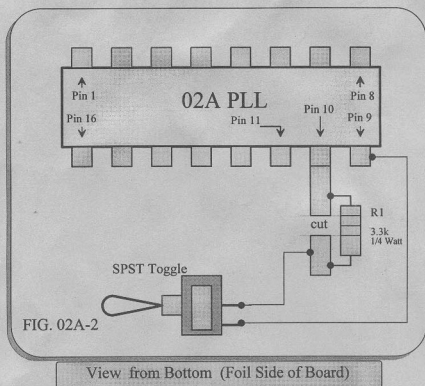 Pin 1
02A PLL
Pin 8
Pin 16
Pin 11
Pin 10
Pin 9
cut
R1
3.3k
1/4 Watt
SPST Toggle
FIG. 02A-2
View from Bottom (Foil Side of Board)